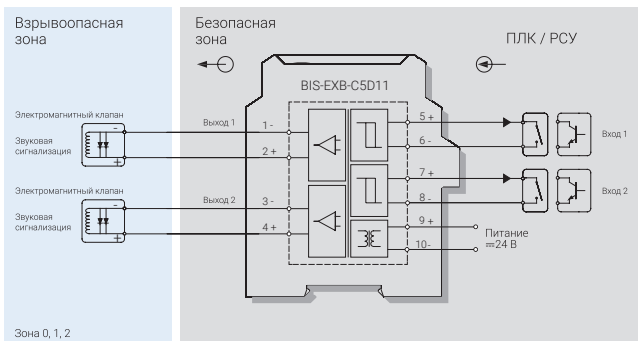 Взрывоопасная
зона
Безопасная
зона
ПЛК / РСУ
BIS-EXB-C5D11
Электромагнитный клапан
Звуковая
сигнализация
-
+
Выход 1
1 -
2 +
5 +
6 -
Вход 1
Электромагнитный клапан
Звуковая
сигнализация
-
+
Выход 2
3 -
4 +
7 +
8 -
Вход 2
9 +
10-
Питание
⎓24 В
Зона 0, 1, 2